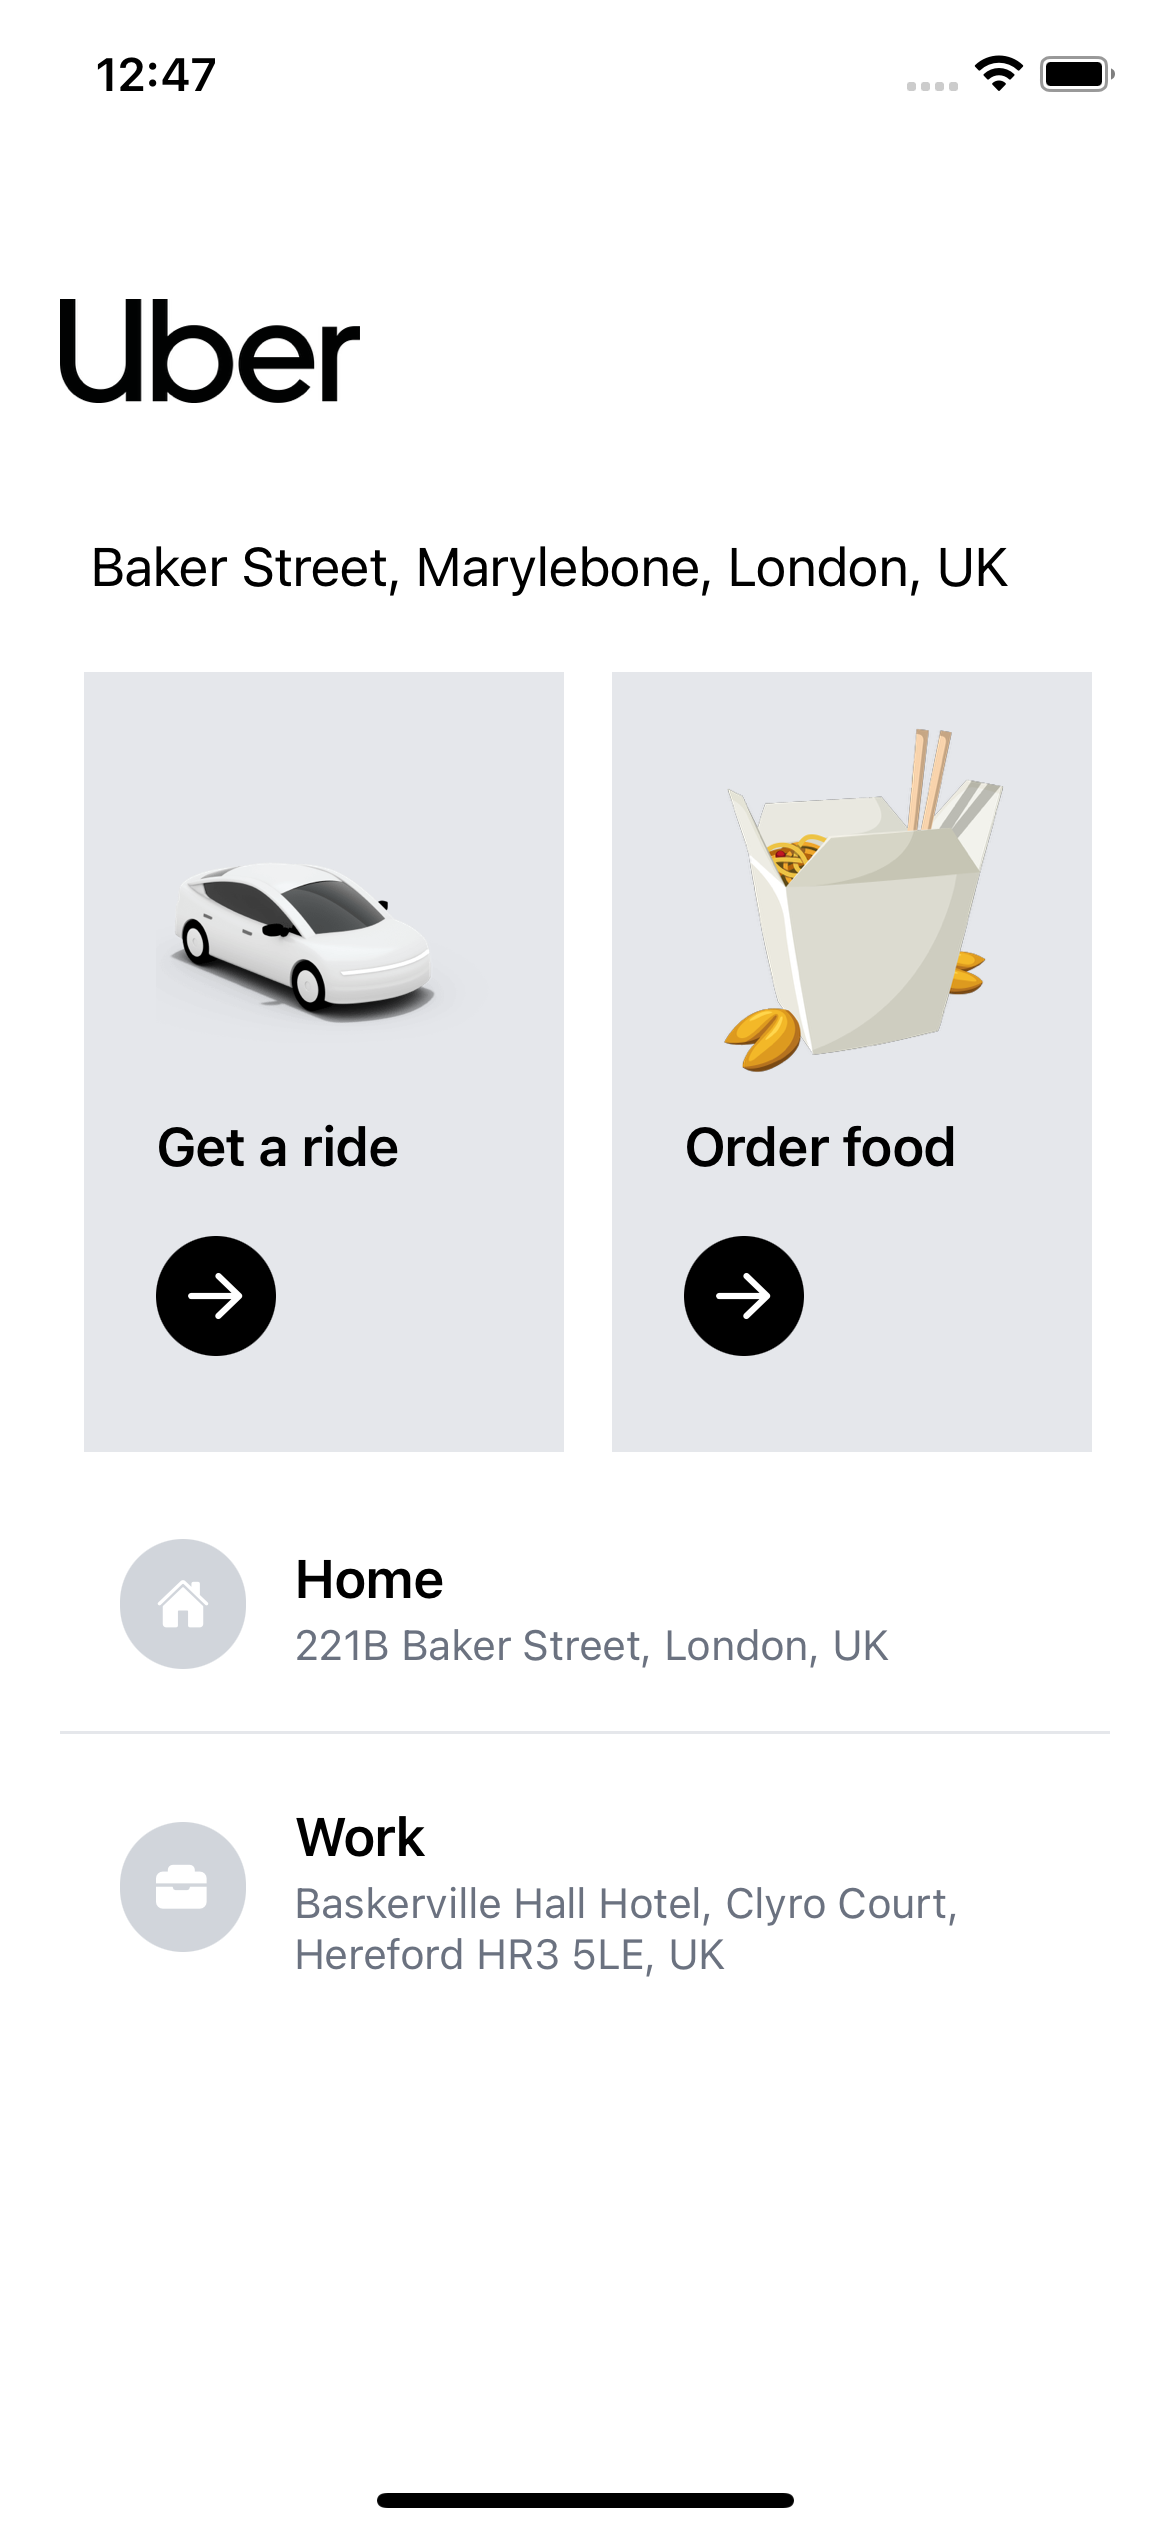 12:47
Uber
Baker Street, Marylebone, London, UK
Get a ride
Order food
Home
221B Baker Street, London, UK
Work
Baskerville Hall Hotel, Clyro Court,
Hereford HR3 5LE, UK